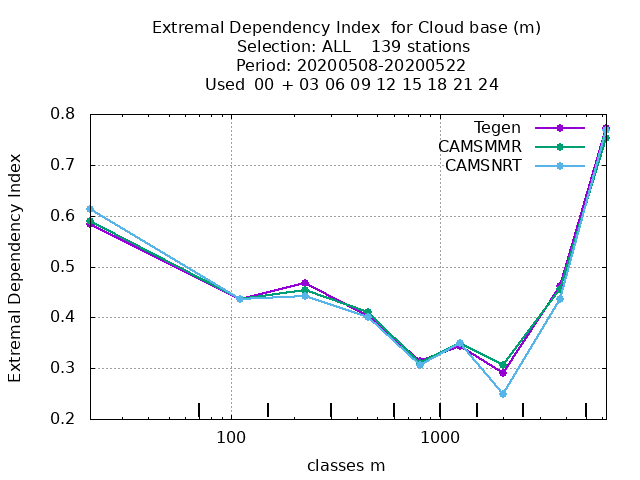 Extremal Dependency Index  for Cloud base (m)
Selection: ALL    139 stations
Period: 20200508-20200522
Used  00 + 03 06 09 12 15 18 21 24
Tegen
CAMSMMR
CAMSNRT
Extremal Dependency Index
0.8
0.7
0.6
0.5
0.4
0.3
0.2
100
1000
classes m